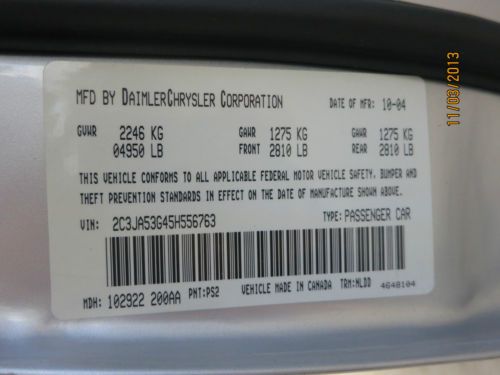 MFD BY DAIMLERCHRYSLER CORPORATION DATE OF MFR: 10-04
GVWR 2246 KG GAWR 1275 KG GAWR 1275 KG
04950 LB FRONT 2810 LB REAR 2810 LB
THIS VEHICLE CONFORMS TO ALL APPLICABLE FEDERAL MOTOR VEHICLE SAFETY, BUMPER AND
THEFT PREVENTION STANDARDS IN EFFECT ON THE DATE OF MANUFACTURE SHOWN ABOVE.
VIN: 2C3JA53G45H556763 TYPE: PASSENGER CAR
MDH: 102922 200AA PNT:PS2 VEHICLE MADE IN CANADA TRM:NLDD 4648104
11/03/2013